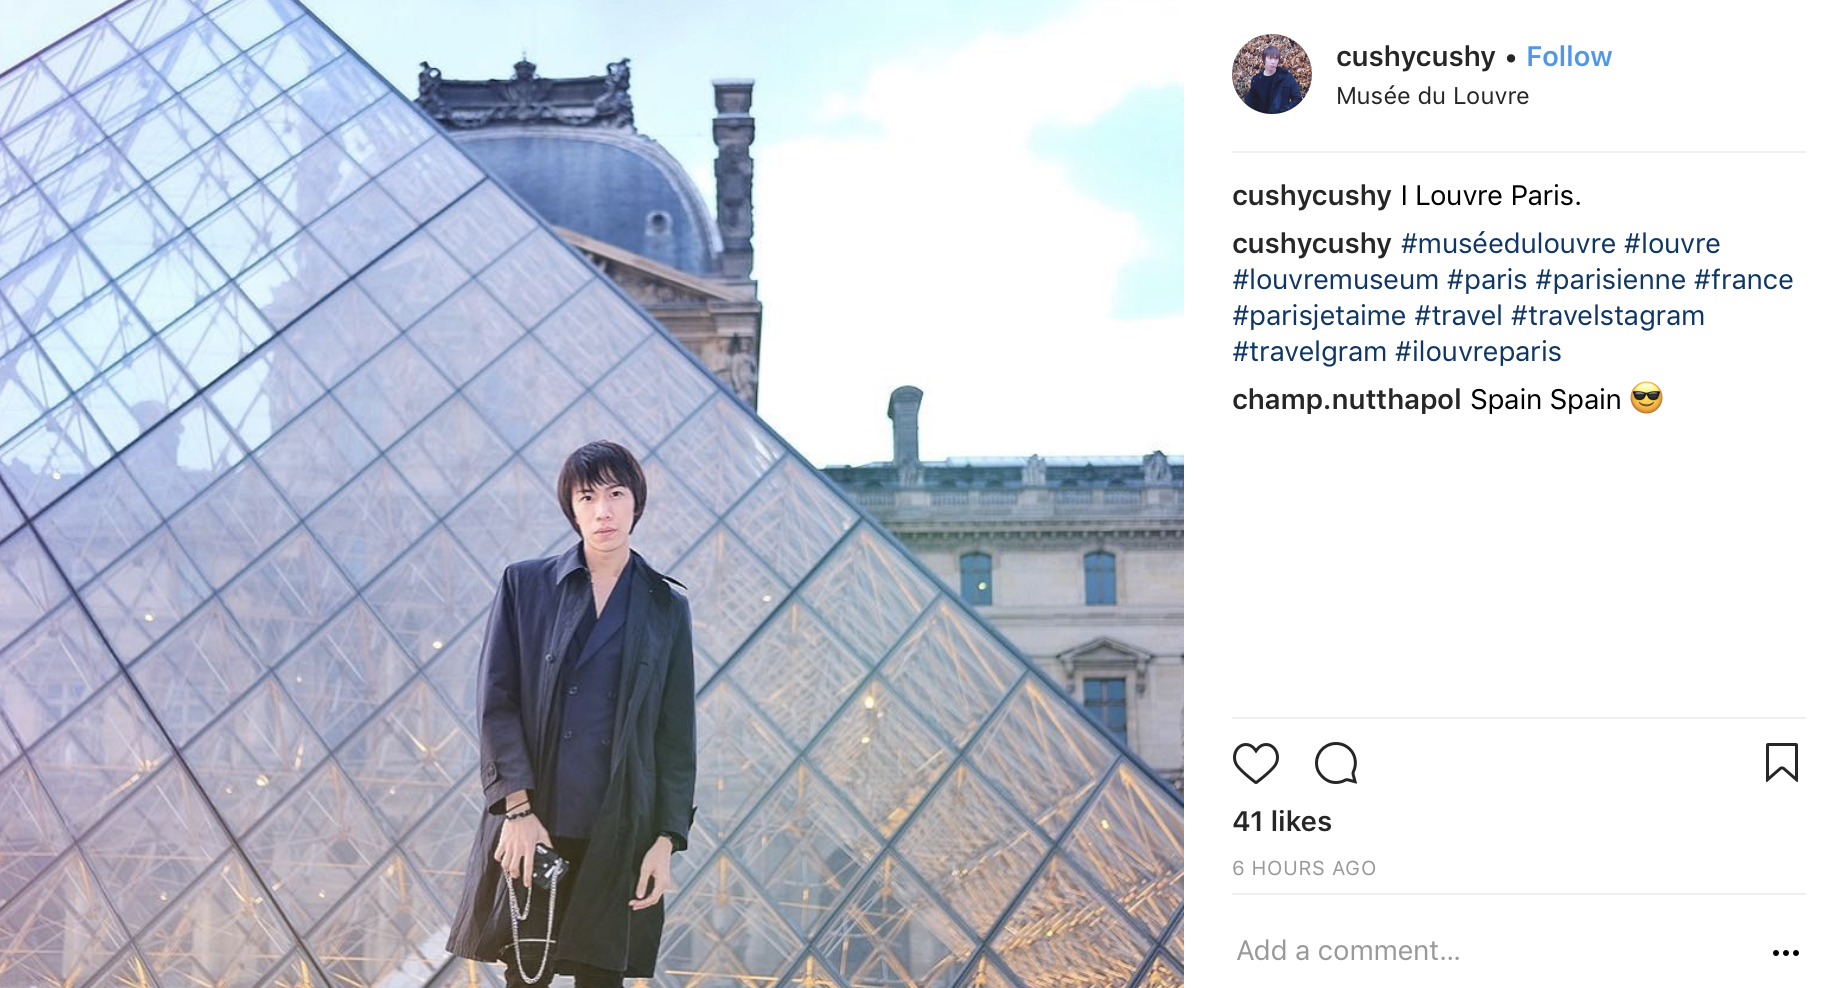 cushycushy • Follow
Musée du Louvre
cushycushy I Louvre Paris.
cushycushy #muséedulouvre #louvre
#louvremuseum #paris #parisienne #france
#parisjetaime #travel #travelstagram
#travelgram #ilouvreparis
champ.nutthapol Spain Spain 😎
41 likes
6 HOURS AGO
Add a comment...